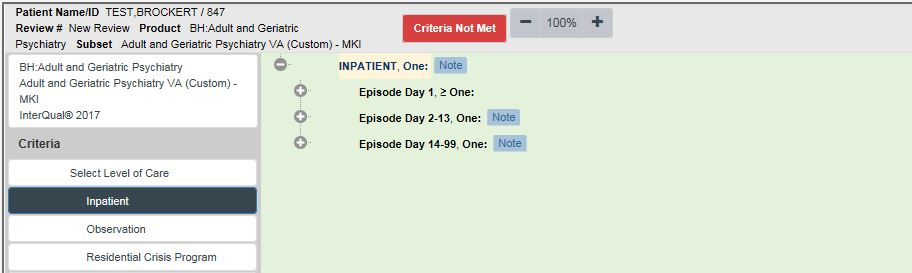 Patient Name/ID TEST,BROCKERT / 847
Review # New Review Product BH:Adult and Geriatric
Psychiatry Subset Adult and Geriatric Psychiatry VA (Custom) - MKI
Criteria Not Met
100%
BH:Adult and Geriatric Psychiatry
Adult and Geriatric Psychiatry VA (Custom) -
MKI
InterQual® 2017
Criteria
Select Level of Care
Inpatient
Observation
Residential Crisis Program
INPATIENT, One: Note
Episode Day 1, ≥ One:
Episode Day 2-13, One: Note
Episode Day 14-99, One: Note